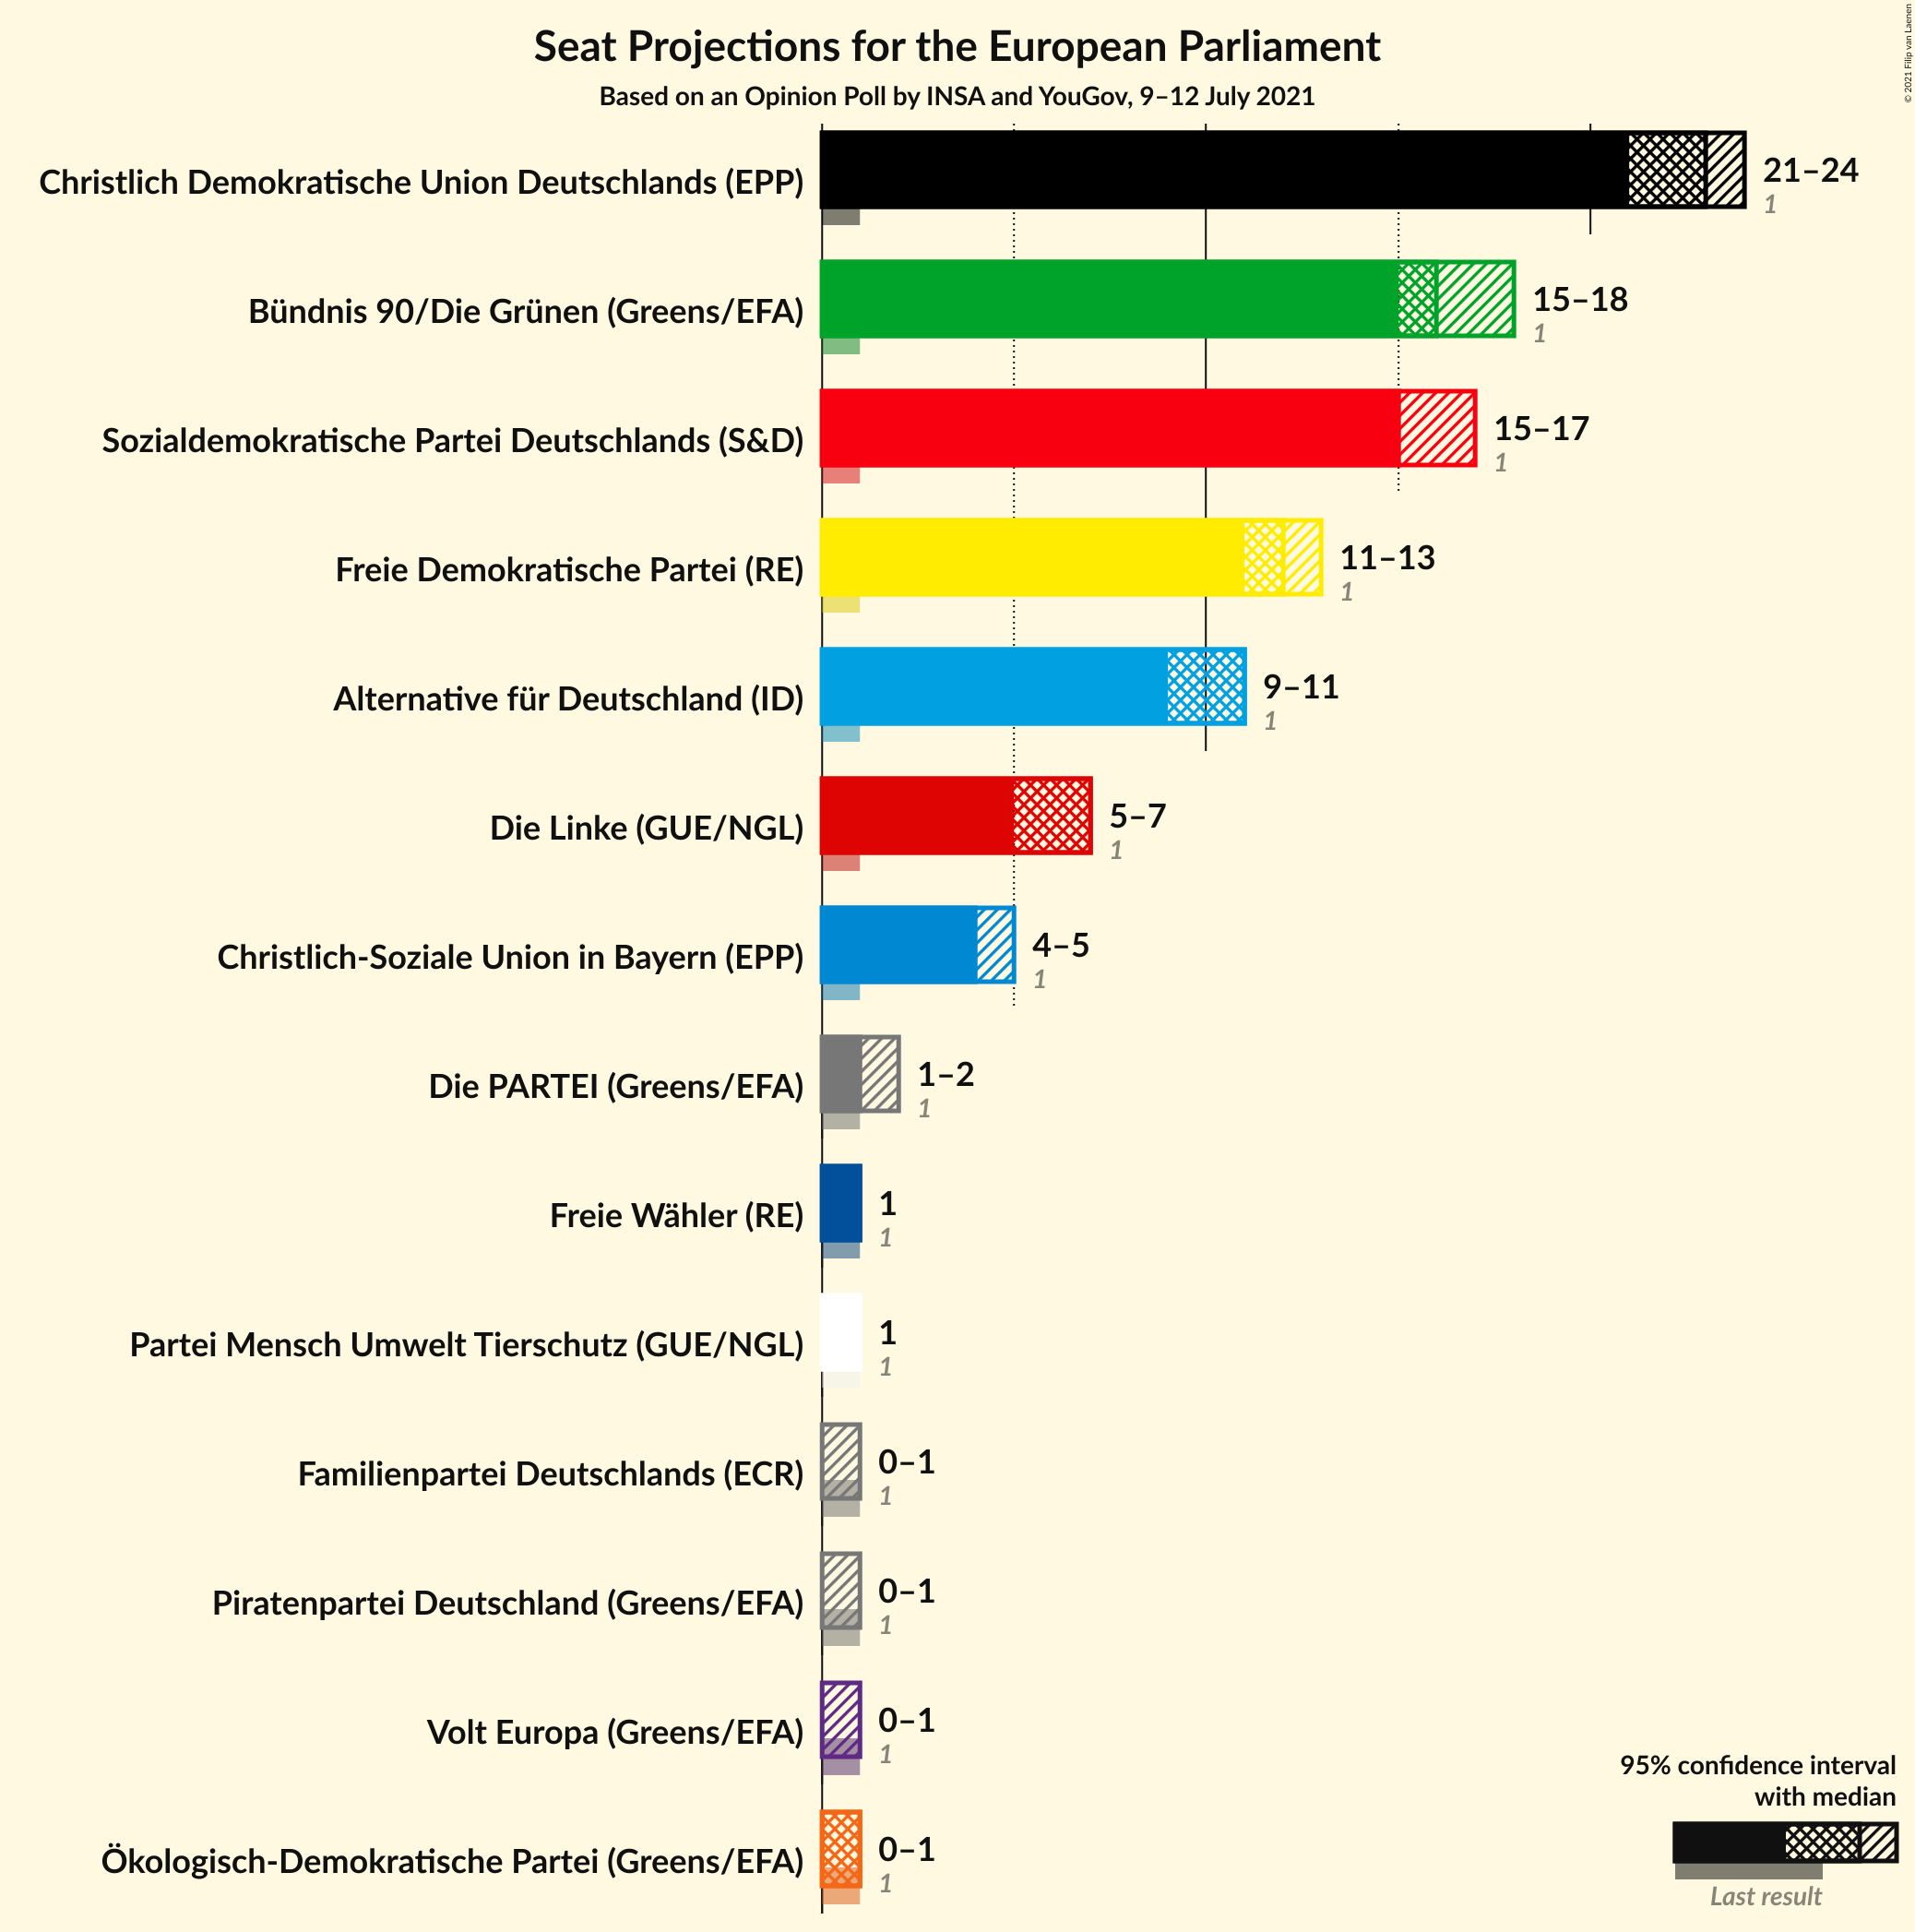 Seat Projections for the European Parliament
Based on an Opinion Poll by INSA and YouGov, 9–12 July 2021
© 2021 Filip van Laenen
Christlich Demokratische Union Deutschlands (EPP)
21–24
1
Bündnis 90/Die Grünen (Greens/EFA)
15–18
1
Sozialdemokratische Partei Deutschlands (S&D)
15–17
1
Freie Demokratische Partei (RE)
11–13
1
Alternative für Deutschland (ID)
9–11
1
Die Linke (GUE/NGL)
5–7
1
Christlich-Soziale Union in Bayern (EPP)
4–5
1
Die PARTEI (Greens/EFA)
1–2
1
Freie Wähler (RE)
1
1
Partei Mensch Umwelt Tierschutz (GUE/NGL)
1
1
Familienpartei Deutschlands (ECR)
0–1
1
Piratenpartei Deutschland (Greens/EFA)
0–1
1
Volt Europa (Greens/EFA)
0–1
1
Ökologisch-Demokratische Partei (Greens/EFA)
0–1
1
95% confidence interval
with median
Last result